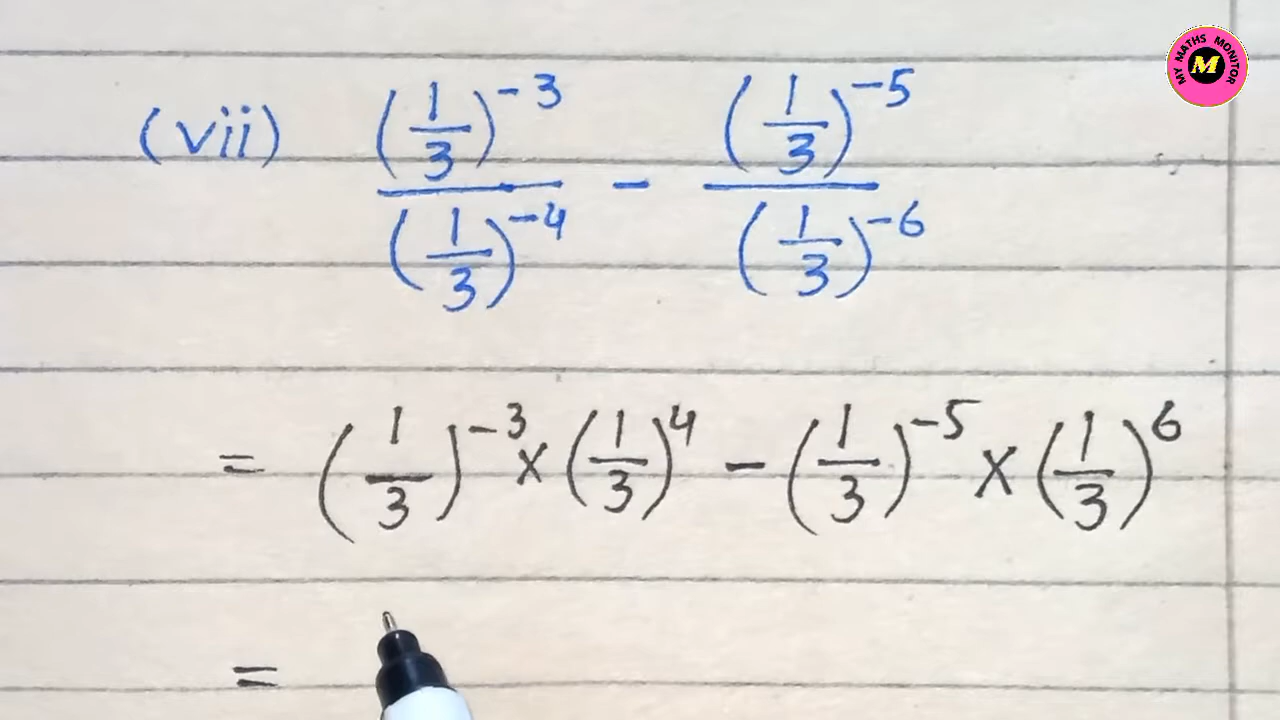 MY MATHS MONITOR
M
(vii) (1/3)^-3 / (1/3)^-4 - (1/3)^-5 / (1/3)^-6
= (1/3)^-3 × (1/3)^4 - (1/3)^-5 × (1/3)^6
=